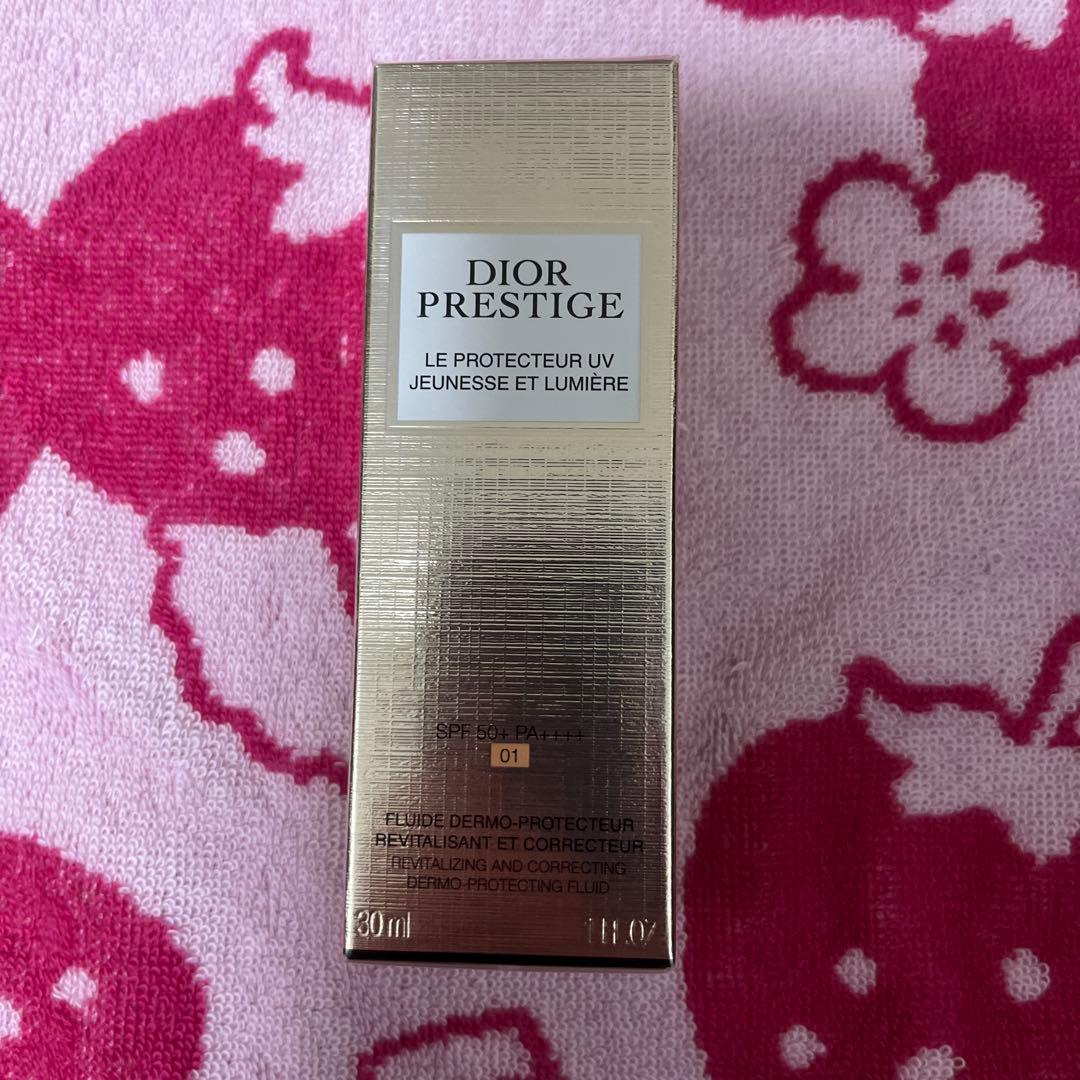 DIOR
PRESTIGE
LE PROTECTEUR UV
JEUNESSE ET LUMIÈRE
SPF 50+ PA++++
01
FLUIDE DERMO-PROTECTEUR
REVITALISANT ET CORRECTEUR
REVITALIZING AND CORRECTING
DERMO-PROTECTING FLUID
30 ml 1 FL.OZ